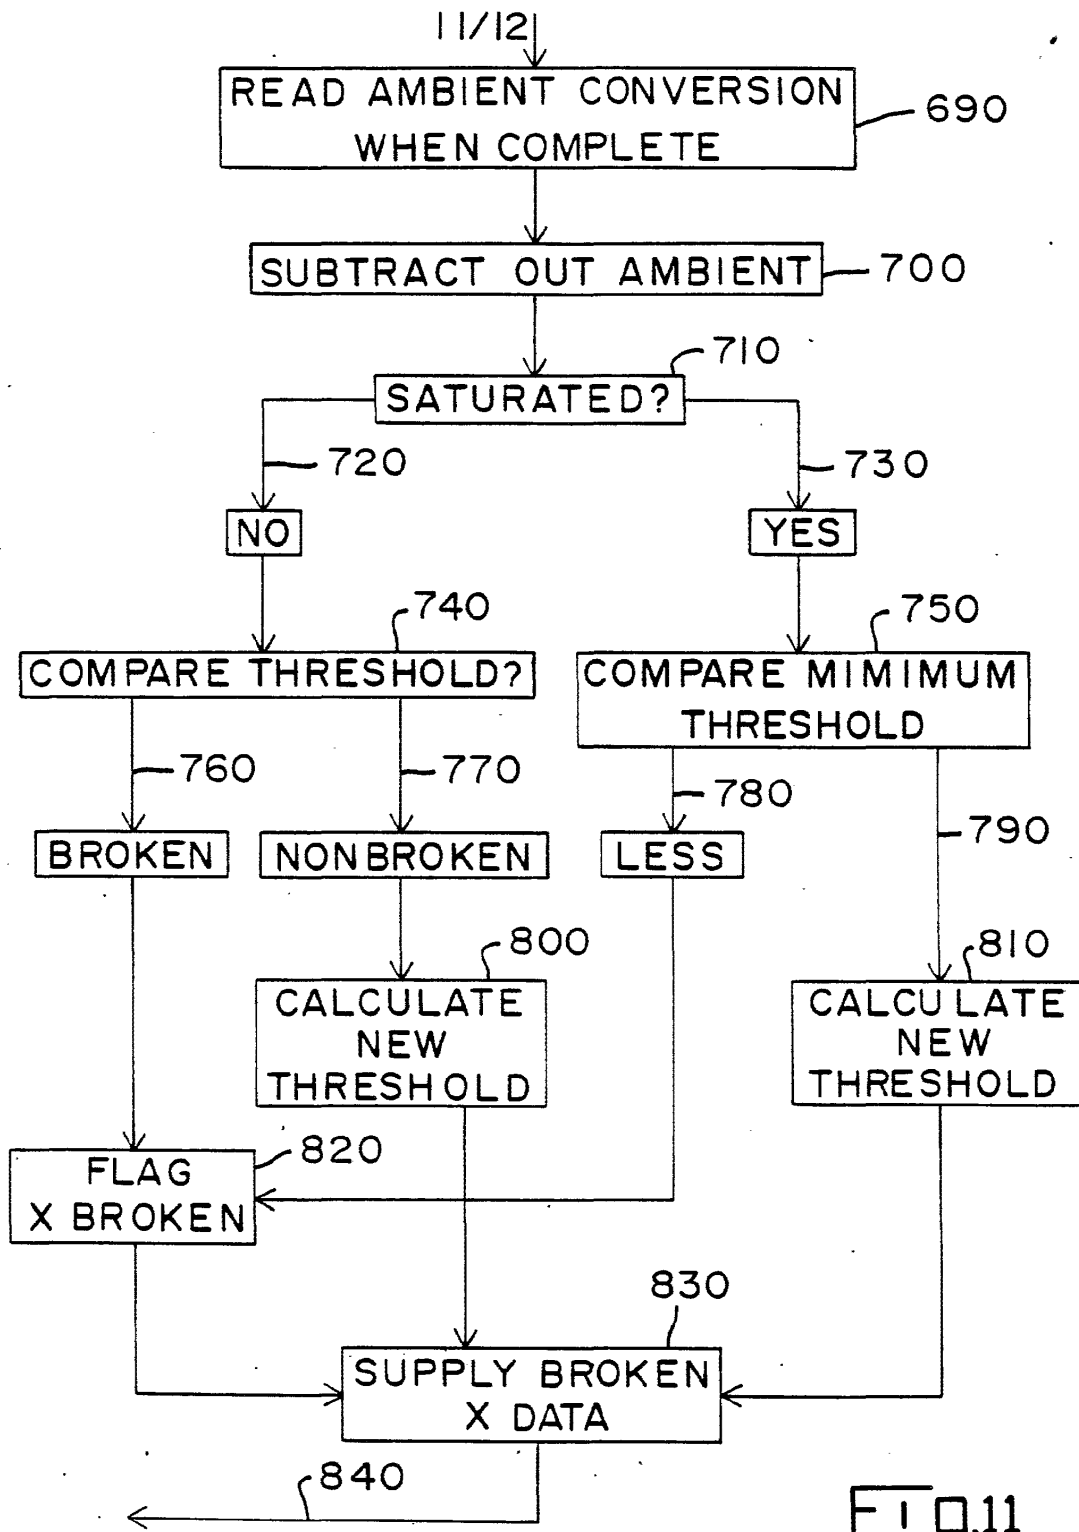 11/12
READ AMBIENT CONVERSION
WHEN COMPLETE
690
SUBTRACT OUT AMBIENT
700
710
SATURATED?
720
730
NO
YES
740
750
COMPARE THRESHOLD?
COMPARE MIMIMUM
THRESHOLD
760
770
780
790
BROKEN
NONBROKEN
LESS
800
810
CALCULATE
NEW
THRESHOLD
CALCULATE
NEW
THRESHOLD
820
FLAG
X BROKEN
830
SUPPLY BROKEN
X DATA
840
FIG.11